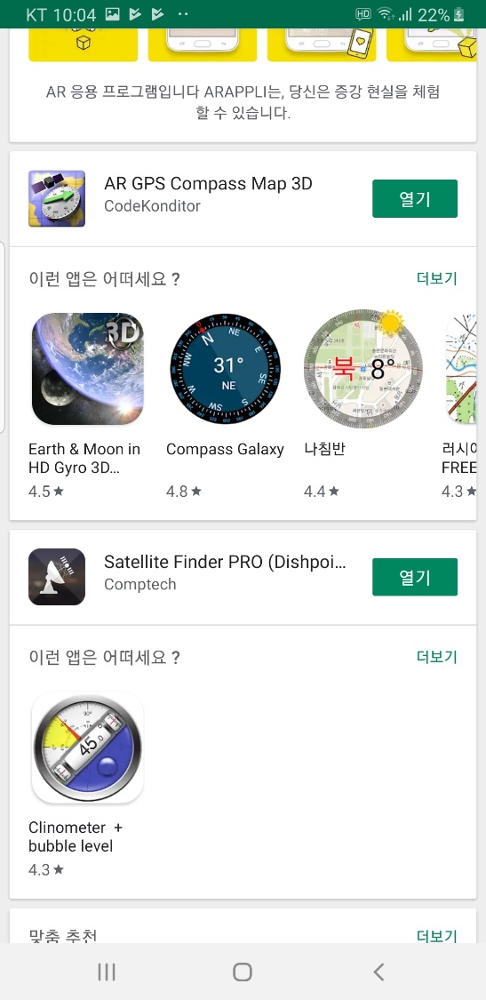 KT 10:04
HD
22%
AR 응용 프로그램입니다 ARAPPLI는, 당신은 증강 현실을 체험
할 수 있습니다.
AR GPS Compass Map 3D
CodeKonditor
열기
이런 앱은 어떠세요 ?
더보기
3D
N
NE
E
SE
S
SW
W
NW
31°
NE
북 8°
Earth & Moon in
HD Gyro 3D…
4.5★
Compass Galaxy
4.8★
나침반
4.4★
러시아
FREE
4.3★
Satellite Finder PRO (Dishpoi…
Comptech
열기
이런 앱은 어떠세요 ?
더보기
90°
45.0
Clinometer +
bubble level
4.3★
맞춤 추천
더보기